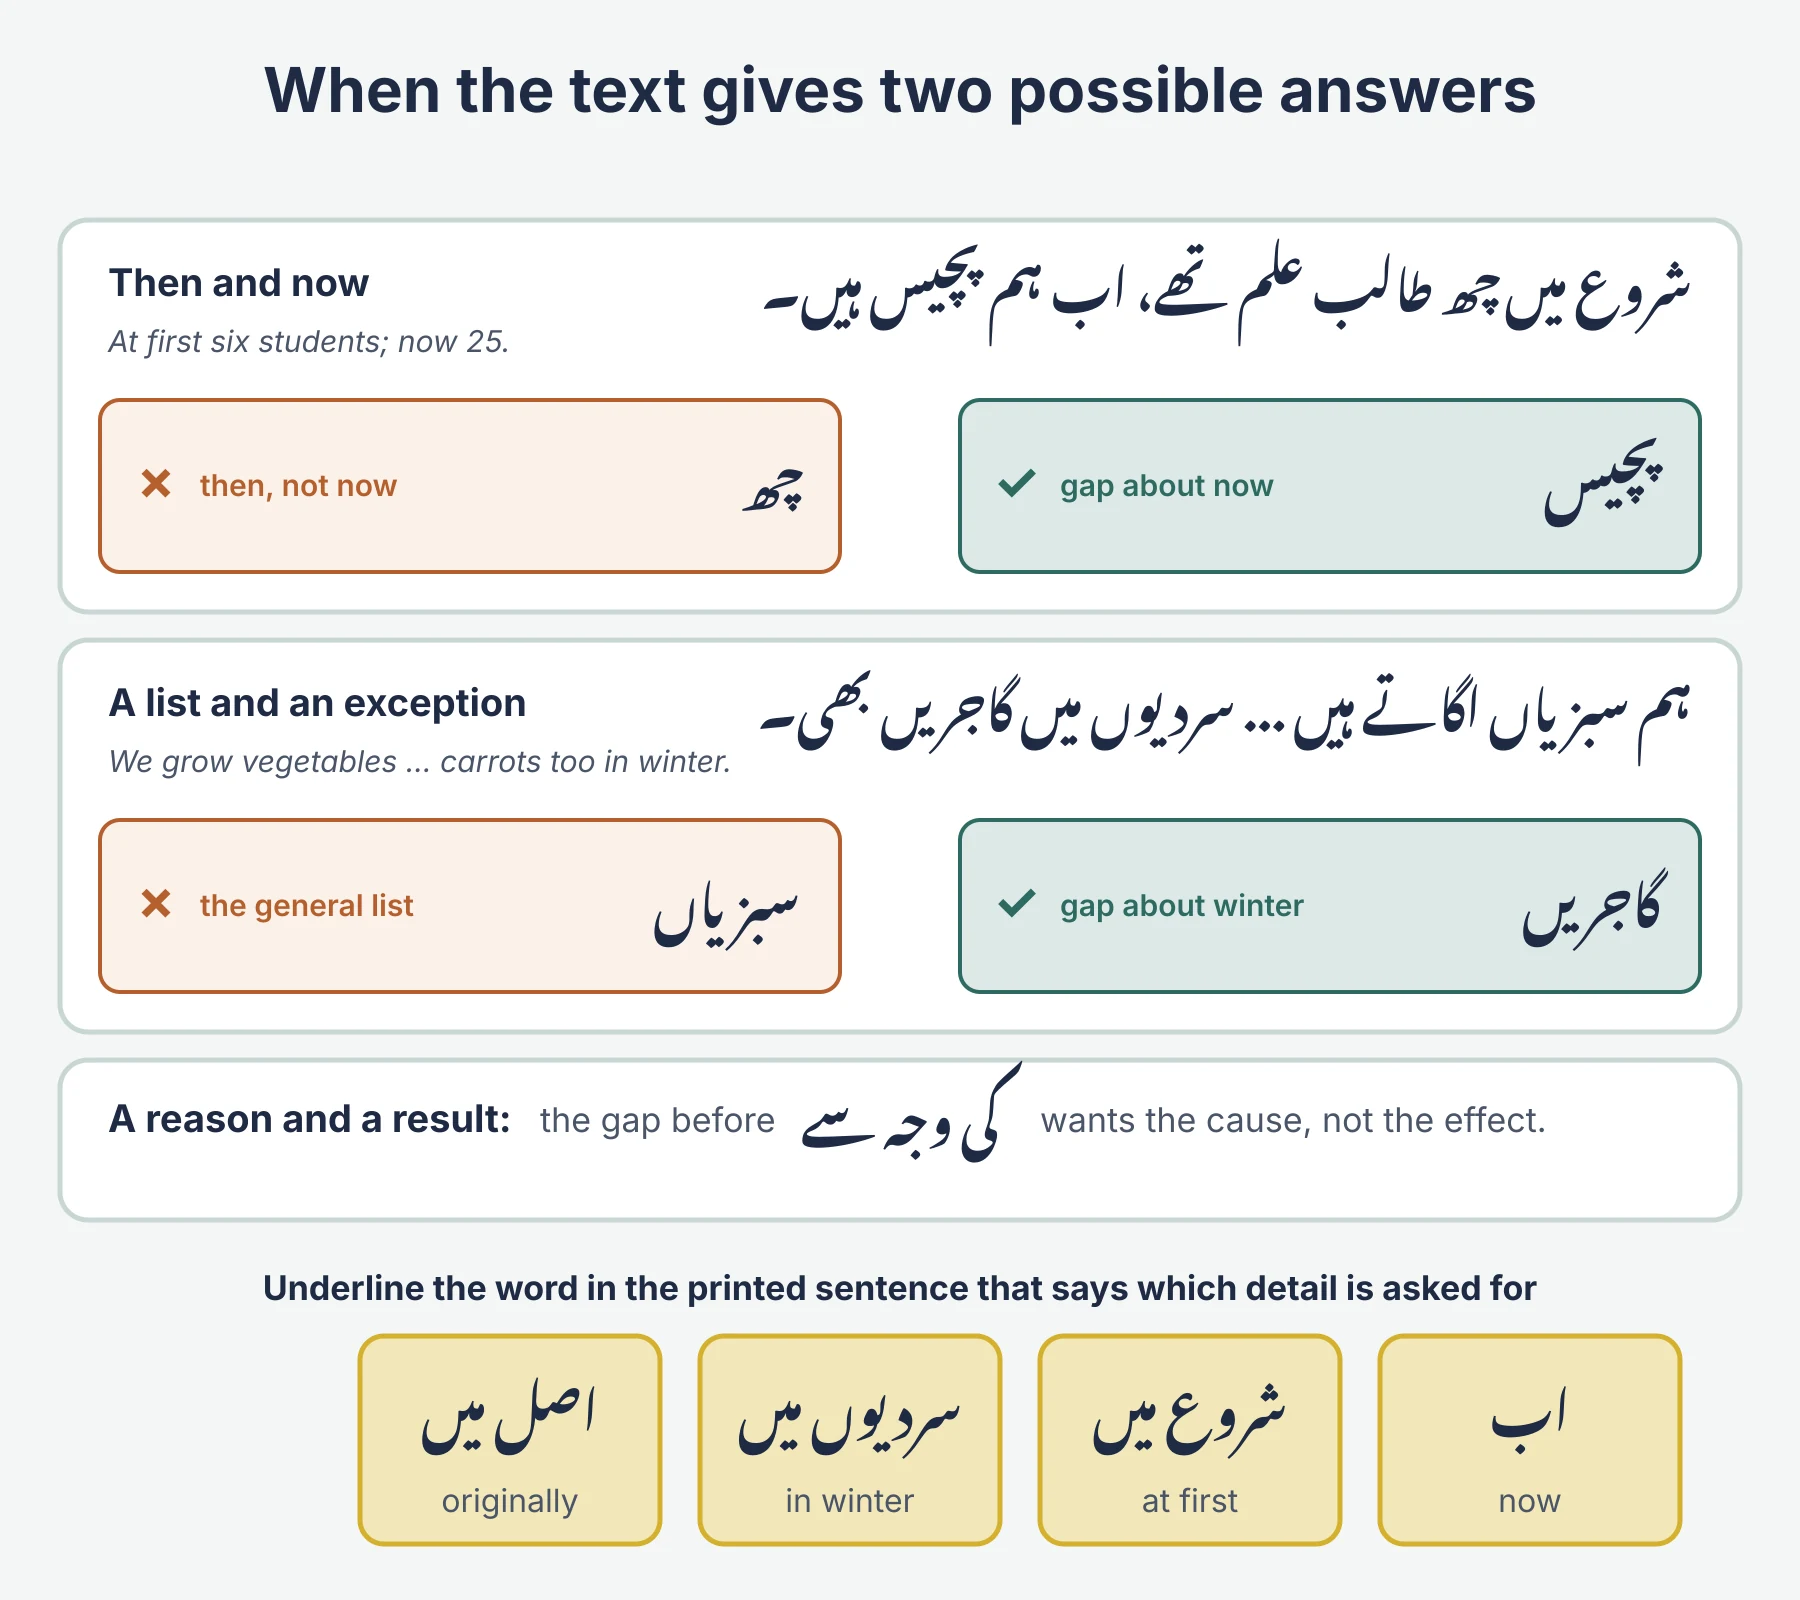 When the text gives two possible answers
Then and now
شروع میں چھ طالب علم تھے، اب ہم پچیس ہیں۔
At first six students; now 25.
✕ then, not now چھ
✓ gap about now پچیس
A list and an exception
ہم سبزیاں اگاتے ہیں ... سردیوں میں گاجریں بھی۔
We grow vegetables ... carrots too in winter.
✕ the general list سبزیاں
✓ gap about winter گاجریں
A reason and a result: the gap before کی وجہ سے wants the cause, not the effect.
Underline the word in the printed sentence that says which detail is asked for
اصل میں
originally
سردیوں میں
in winter
شروع میں
at first
اب
now